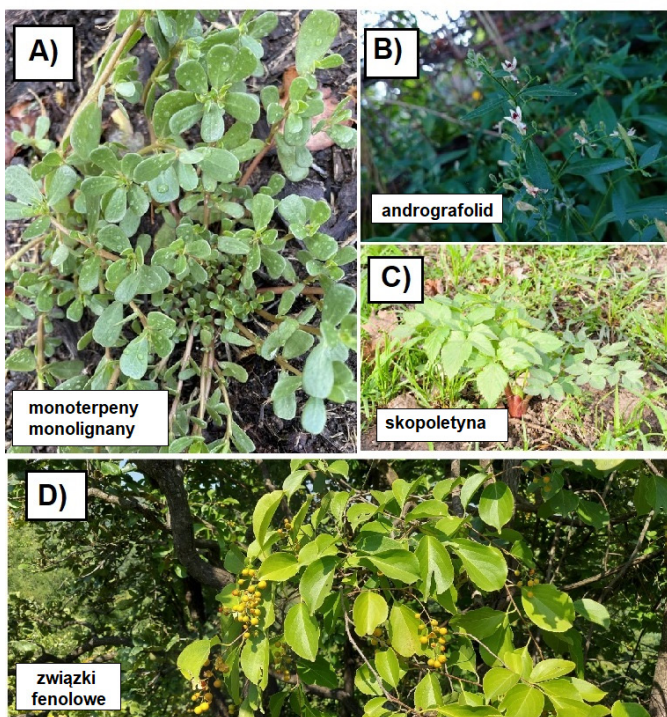 A)
monoterpeny
monolignany
B)
andrografolid
C)
skopoletyna
D)
związki
fenolowe